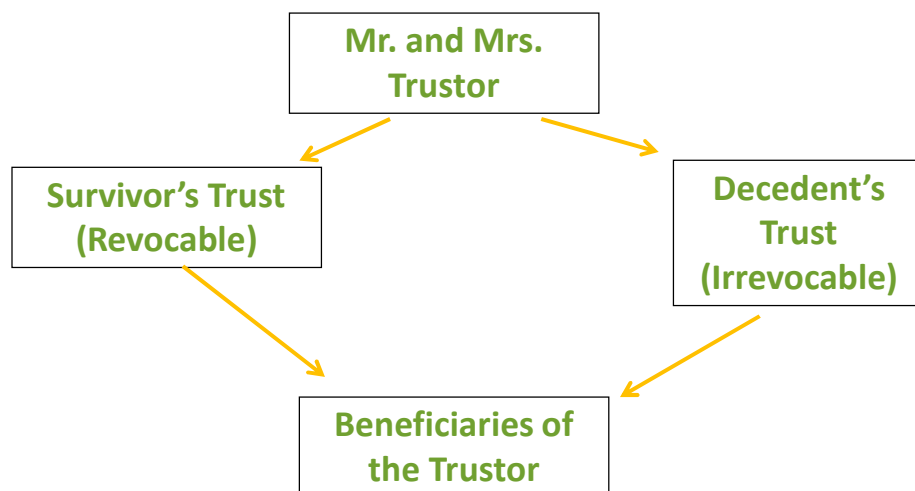 Mr. and Mrs.
Trustor
Survivor’s Trust
(Revocable)
Decedent’s
Trust
(Irrevocable)
Beneficiaries of
the Trustor